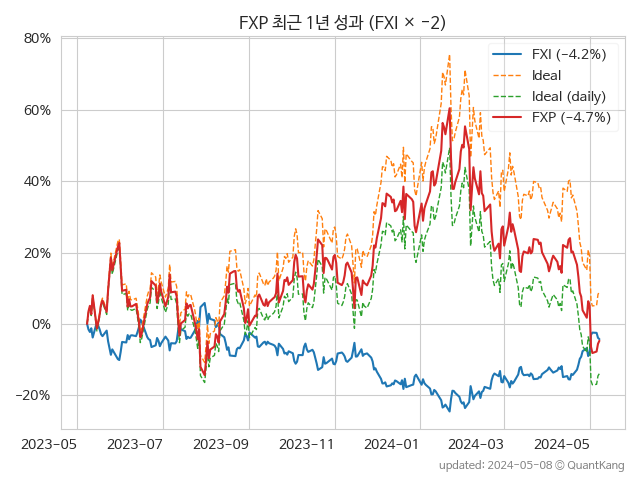 FXP 최근 1년 성과 (FXI × −2)
FXI (−4.2%)
Ideal
Ideal (daily)
FXP (−4.7%)
80%
60%
40%
20%
0%
−20%
2023−05
2023−07
2023−09
2023−11
2024−01
2024−03
2024−05
updated: 2024-05-08 © QuantKang